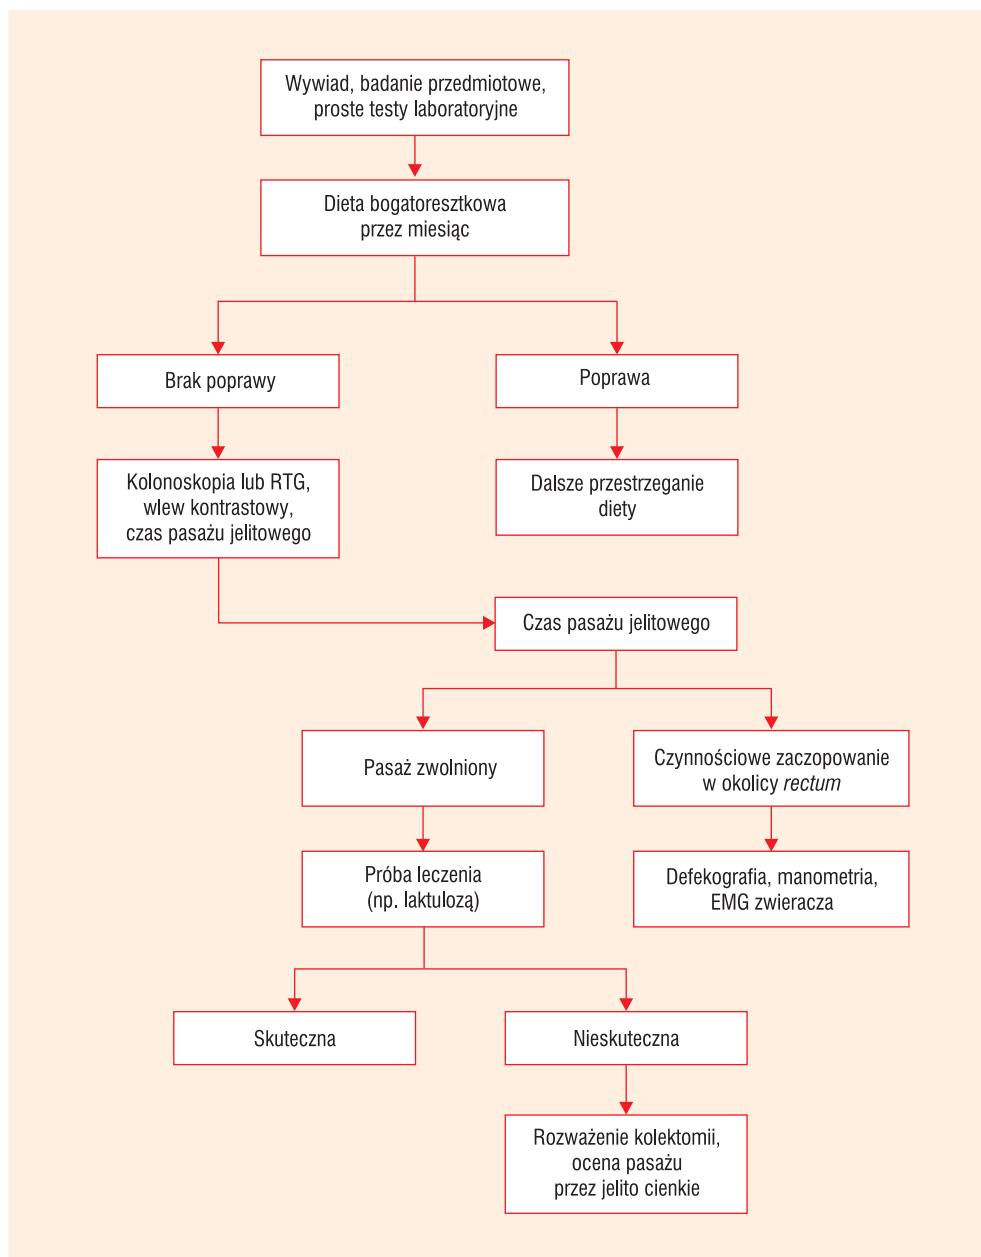 Wywiad, badanie przedmiotowe,
proste testy laboratoryjne
Dieta bogatoresztkowa
przez miesiąc
Brak poprawy
Poprawa
Kolonoskopia lub RTG,
wlew kontrastowy,
czas pasażu jelitowego
Dalsze przestrzeganie
diety
Czas pasażu jelitowego
Pasaż zwolniony
Czynnościowe zaczopowanie
w okolicy rectum
Próba leczenia
(np. laktulozą)
Defekografia, manometria,
EMG zwieracza
Skuteczna
Nieskuteczna
Rozważenie kolektomii,
ocena pasażu
przez jelito cienkie